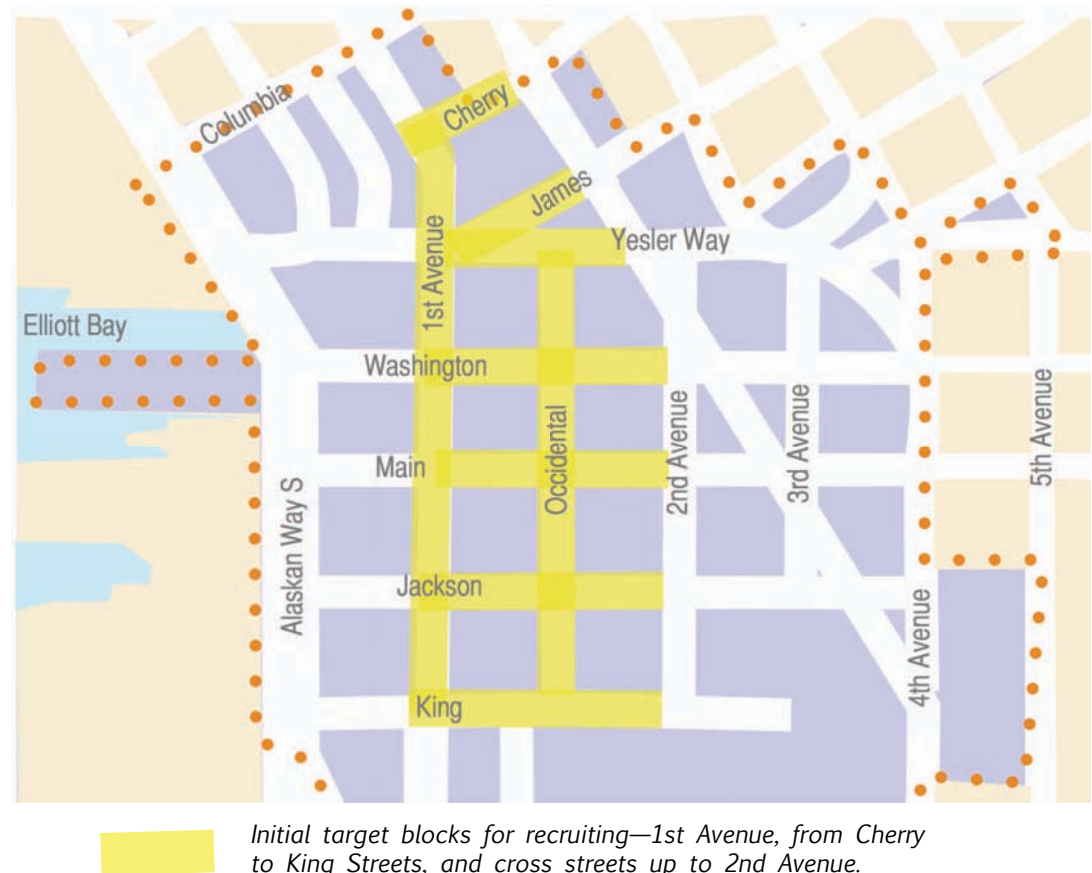 Columbia
Cherry
James
Yesler Way
1st Avenue
Elliott Bay
Washington
Occidental
2nd Avenue
3rd Avenue
5th Avenue
Main
Alaskan Way S
Jackson
4th Avenue
King
Initial target blocks for recruiting—1st Avenue, from Cherry
to King Streets, and cross streets up to 2nd Avenue.